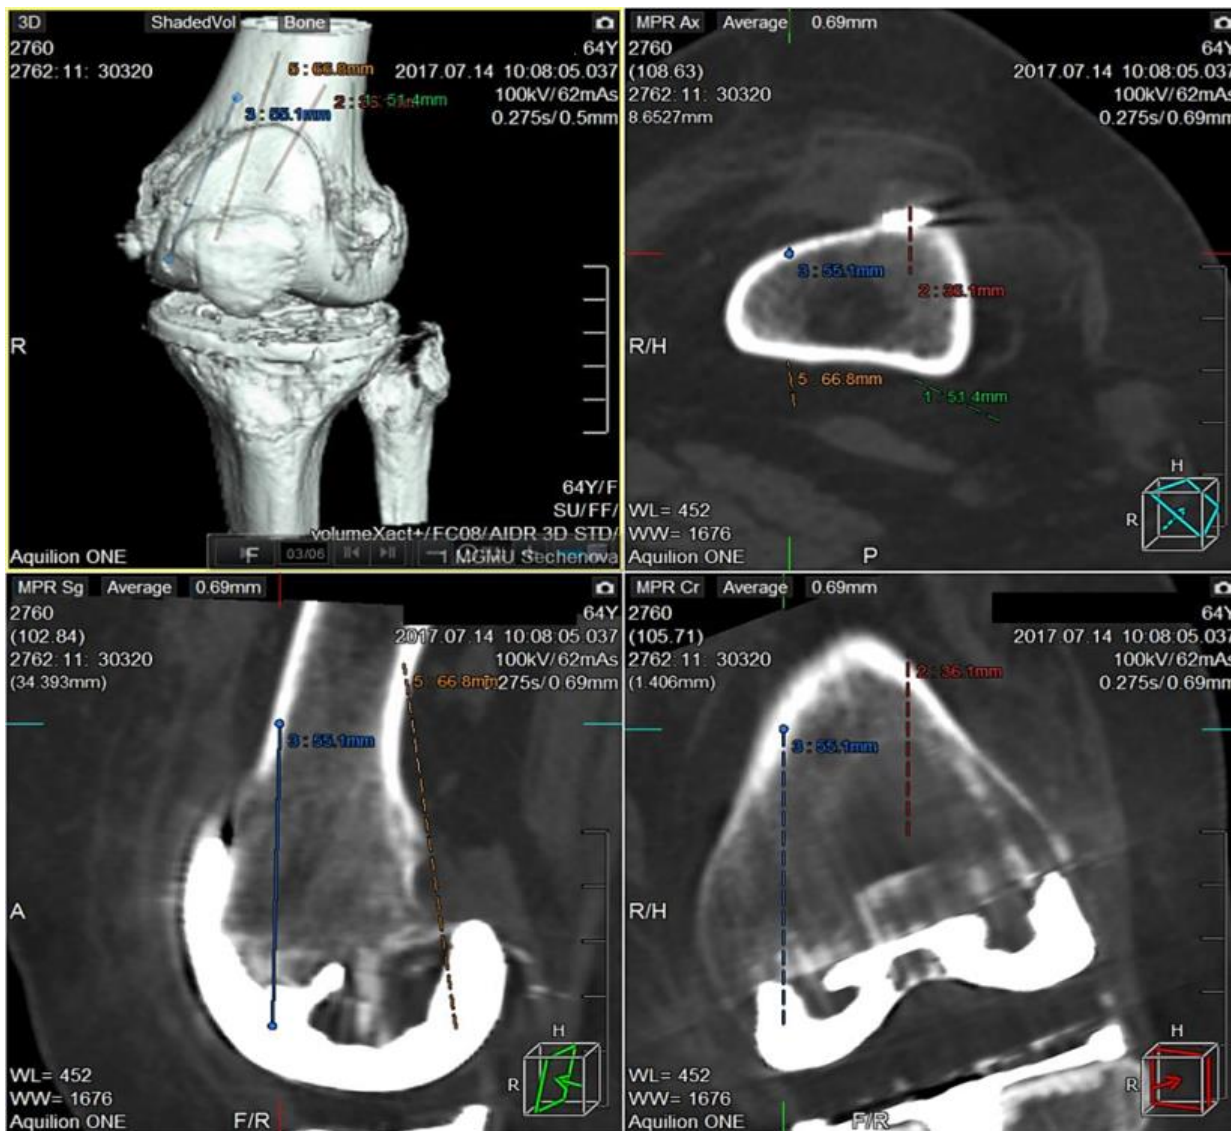 3D ShadedVol Bone
2760
2762: 11: 30320
64Y
2017.07.14 10:08:05.037
100kV/62mAs
0.275s/0.5mm
5 : 66.8mm
51.4mm
3 : 55.1mm
R
64Y/F
SU/FF/
volumeXact+/FC08/AIDR 3D STD/
F 03/06
1 MGMU Sechenova
Aquilion ONE
MPR Ax Average 0.69mm
2760
(108.63)
2762: 11: 30320
8.6527mm
64Y
2017.07.14 10:08:05.037
100kV/62mAs
0.275s/0.69mm
3 : 55.1mm
2 : 36.1mm
R/H
5 : 66.8mm
1 : 51.4mm
WL= 452
WW= 1676
Aquilion ONE
P
H
R
MPR Sg Average 0.69mm
2760
(102.84)
2762: 11: 30320
(34.393mm)
64Y
2017.07.14 10:08:05.037
100kV/62mAs
5 : 66.8mm
.275s/0.69mm
3 : 55.1mm
A
WL= 452
WW= 1676
Aquilion ONE
F/R
H
R
MPR Cr Average 0.69mm
2760
(105.71)
2762: 11: 30320
(1.406mm)
64Y
2017.07.14 10:08:05.037
100kV/62mAs
0.275s/0.69mm
2 : 36.1mm
3 : 55.1mm
R/H
WL= 452
WW= 1676
Aquilion ONE
F/R
H
R